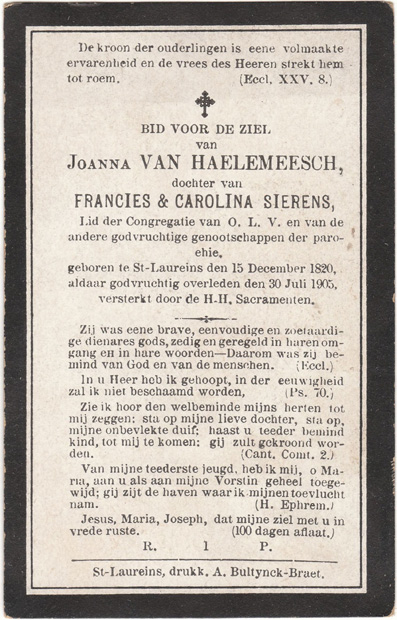 De kroon der ouderlingen is eene volmaakte
ervarenheid en de vrees des Heeren strekt hem
tot roem. (Eccl. XXV. 8.)
BID VOOR DE ZIEL
van
JOANNA VAN HAELEMEESCH,
dochter van
FRANCIES & CAROLINA SIERENS,
Lid der Congregatie van O. L. V. en van de
andere godvruchtige genootschappen der paro-
ehie.
geboren te St-Laureins den 15 December 1820,
aldaar godvruchtig overleden den 30 Juli 1905,
versterkt door de H-H. Sacramenten.
Zij was eene brave, eenvoudige en zoetaardi-
ge dienares gods, zedig en geregeld in haren om-
gang en in hare woorden—Daarom was zij be-
mind van God en van de menschen. (Eccl.)
In u Heer heb ik gehoopt, in der eeuwigheid
zal ik niet beschaamd worden, (Ps. 70.)
Zie ik hoor den welbeminde mijns herten tot
mij zeggen: sta op mijne lieve dochter, sta op,
mijne onbevlekte duif; haast u teeder bemind
kind, tot mij te komen: gij zult gekroond wor-
den. (Cant. Comt. 2.)
Van mijne teederste jeugd, heb ik mij, o Ma-
ria, aan u als aan mijne Vorstin geheel toege-
wijd; gij zijt de haven waar ik mijnen toevlucht
nam. (H. Ephrem.)
Jesus, Maria, Joseph, dat mijne ziel met u in
vrede ruste. (100 dagen aflaat.)
R. I P.
St-Laureins, drukk. A. Bultynck-Braet.